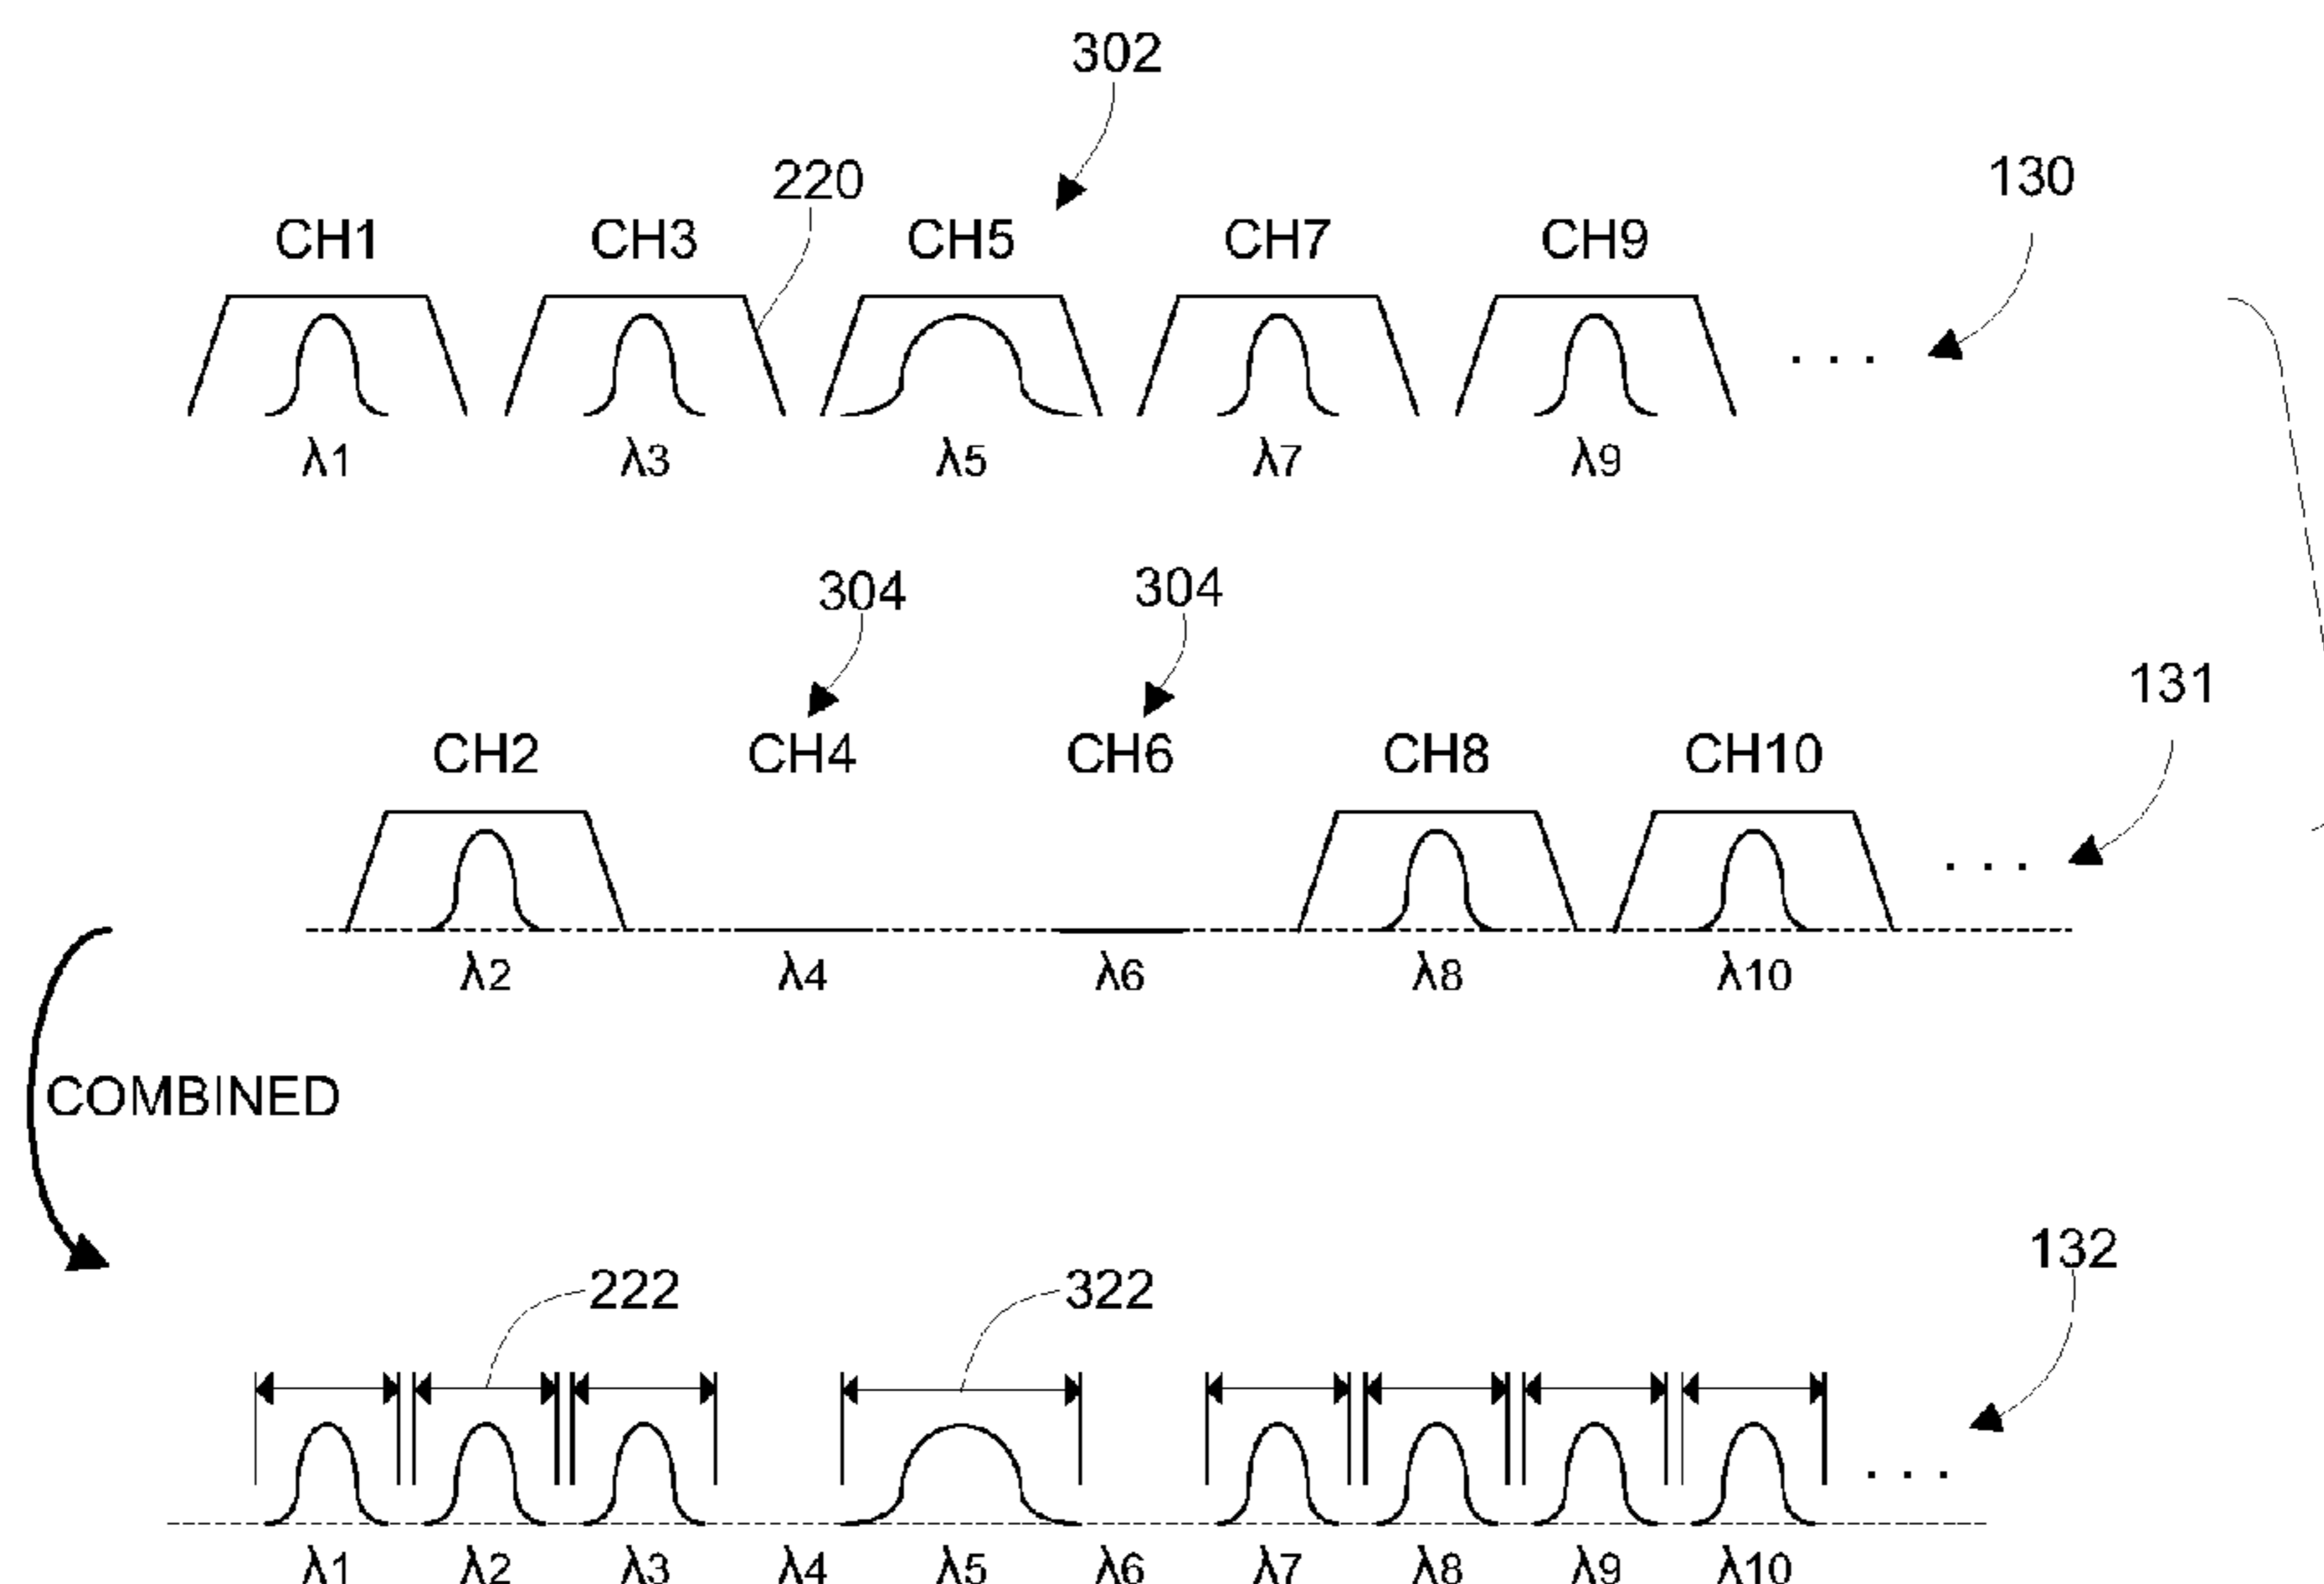 302
220
130
CH1 CH3 CH5 CH7 CH9
. . .
λ1 λ3 λ5 λ7 λ9
304 304
131
CH2 CH4 CH6 CH8 CH10
. . .
λ2 λ4 λ6 λ8 λ10
COMBINED
132
222 322
. . .
λ1 λ2 λ3 λ4 λ5 λ6 λ7 λ8 λ9 λ10